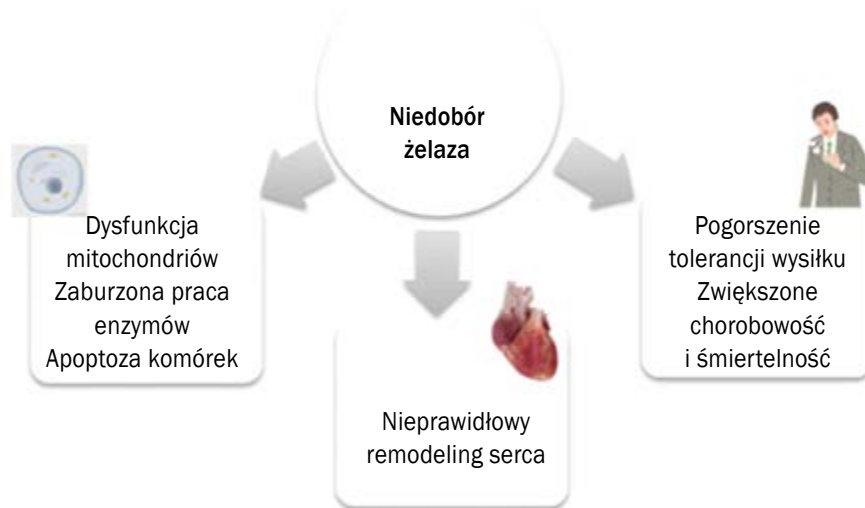 Niedobór
żelaza
Dysfunkcja
mitochondriów
Zaburzona praca
enzymów
Apoptoza komórek
Nieprawidłowy
remodeling serca
Pogorszenie
tolerancji wysiłku
Zwiększone
chorobowość
i śmiertelność